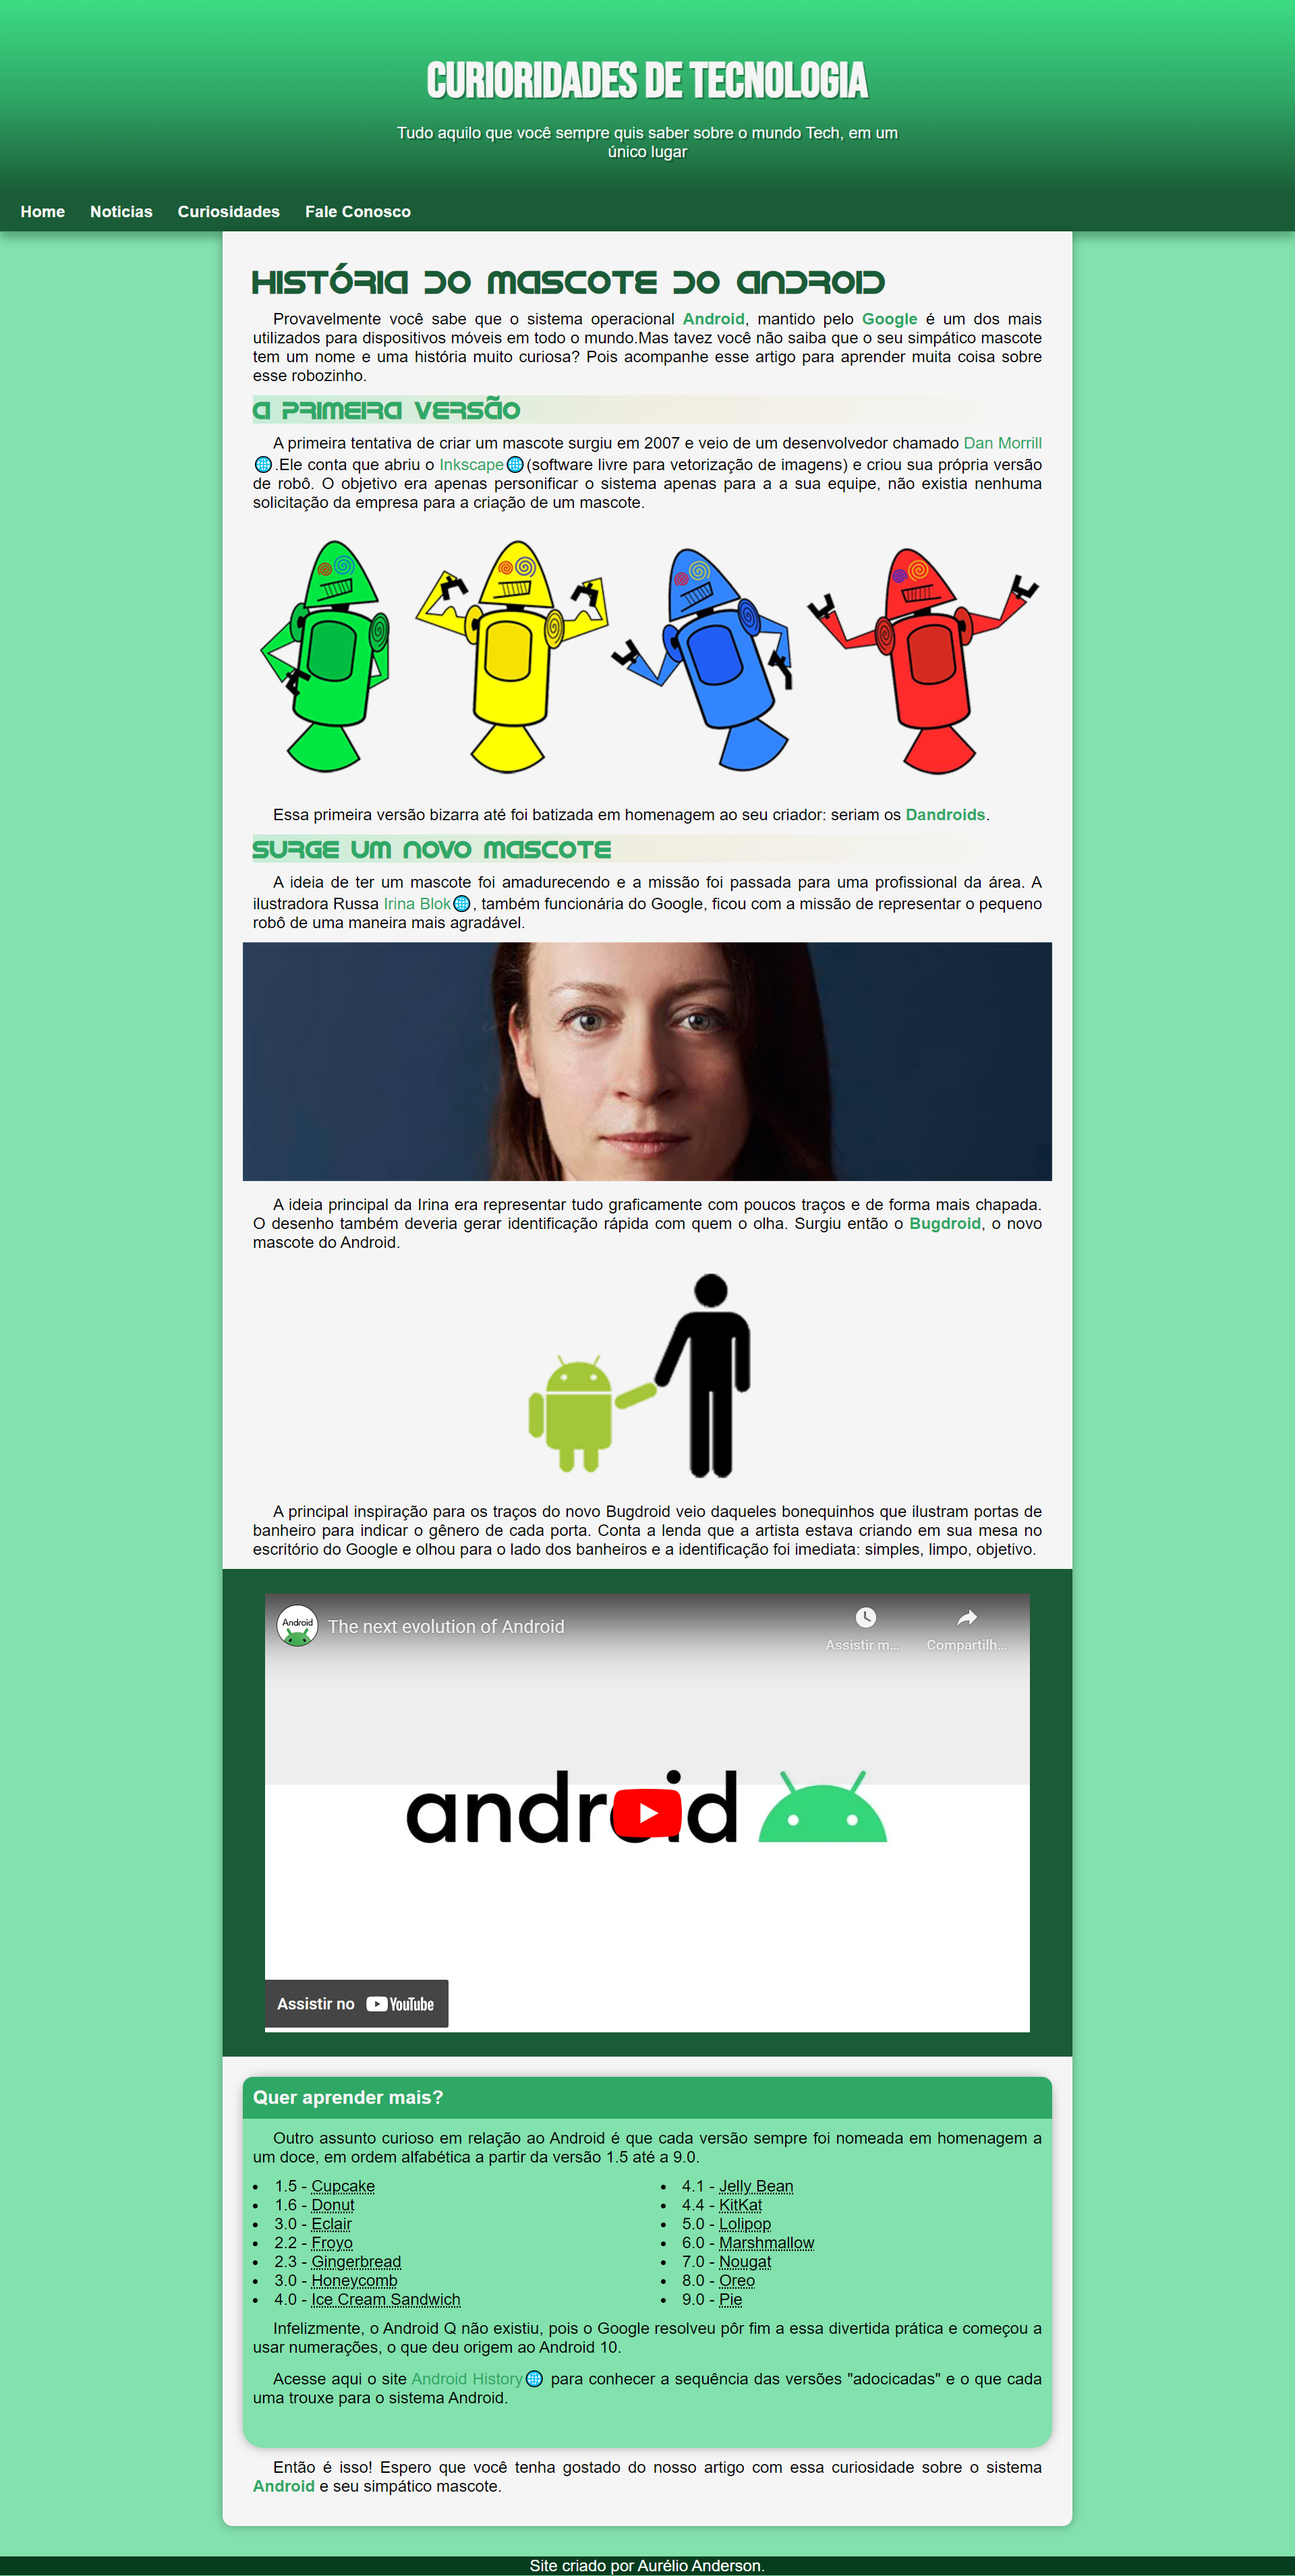 CURIORIDADES DE TECNOLOGIA
Tudo aquilo que você sempre quis saber sobre o mundo Tech, em um
único lugar
Home Noticias Curiosidades Fale Conosco
HISTÓRIA DO MASCOTE DO ANDROID
Provavelmente você sabe que o sistema operacional Android, mantido pelo Google é um dos mais
utilizados para dispositivos móveis em todo o mundo.Mas tavez você não saiba que o seu simpático mascote
tem um nome e uma história muito curiosa? Pois acompanhe esse artigo para aprender muita coisa sobre
esse robozinho.
A PRIMEIRA VERSÃO
A primeira tentativa de criar um mascote surgiu em 2007 e veio de um desenvolvedor chamado Dan Morrill
.Ele conta que abriu o Inkscape (software livre para vetorização de imagens) e criou sua própria versão
de robô. O objetivo era apenas personificar o sistema apenas para a a sua equipe, não existia nenhuma
solicitação da empresa para a criação de um mascote.
Essa primeira versão bizarra até foi batizada em homenagem ao seu criador: seriam os Dandroids.
SURGE UM NOVO MASCOTE
A ideia de ter um mascote foi amadurecendo e a missão foi passada para uma profissional da área. A
ilustradora Russa Irina Blok , também funcionária do Google, ficou com a missão de representar o pequeno
robô de uma maneira mais agradável.
A ideia principal da Irina era representar tudo graficamente com poucos traços e de forma mais chapada.
O desenho também deveria gerar identificação rápida com quem o olha. Surgiu então o Bugdroid, o novo
mascote do Android.
A principal inspiração para os traços do novo Bugdroid veio daqueles bonequinhos que ilustram portas de
banheiro para indicar o gênero de cada porta. Conta a lenda que a artista estava criando em sua mesa no
escritório do Google e olhou para o lado dos banheiros e a identificação foi imediata: simples, limpo, objetivo.
Android
The next evolution of Android
Assistir m... Compartilh...
android
Assistir no YouTube
Quer aprender mais?
Outro assunto curioso em relação ao Android é que cada versão sempre foi nomeada em homenagem a
um doce, em ordem alfabética a partir da versão 1.5 até a 9.0.
• 1.5 - Cupcake
• 1.6 - Donut
• 3.0 - Eclair
• 2.2 - Froyo
• 2.3 - Gingerbread
• 3.0 - Honeycomb
• 4.0 - Ice Cream Sandwich
• 4.1 - Jelly Bean
• 4.4 - KitKat
• 5.0 - Lolipop
• 6.0 - Marshmallow
• 7.0 - Nougat
• 8.0 - Oreo
• 9.0 - Pie
Infelizmente, o Android Q não existiu, pois o Google resolveu pôr fim a essa divertida prática e começou a
usar numerações, o que deu origem ao Android 10.
Acesse aqui o site Android History para conhecer a sequência das versões "adocicadas" e o que cada
uma trouxe para o sistema Android.
Então é isso! Espero que você tenha gostado do nosso artigo com essa curiosidade sobre o sistema
Android e seu simpático mascote.
Site criado por Aurélio Anderson.